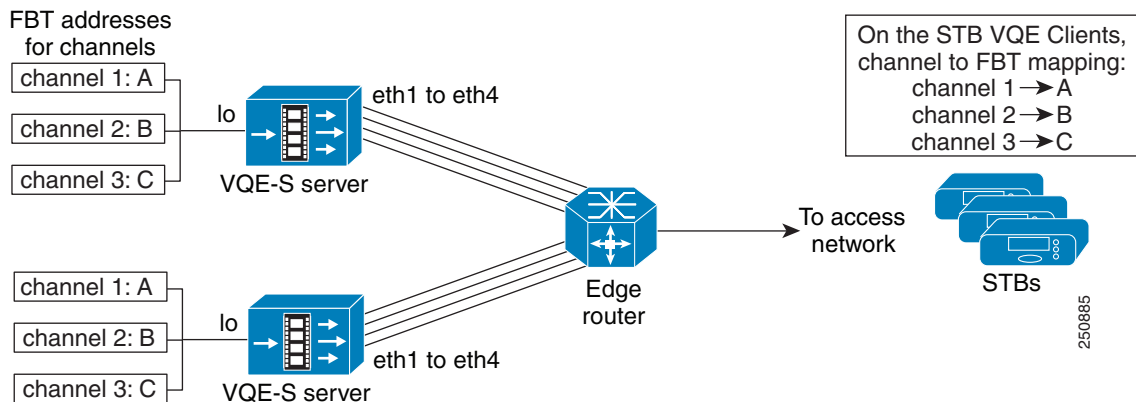 FBT addresses
for channels
channel 1: A
channel 2: B
channel 3: C
lo
eth1 to eth4
VQE-S server
channel 1: A
channel 2: B
channel 3: C
lo
eth1 to eth4
VQE-S server
Edge
router
To access
network
On the STB VQE Clients,
channel to FBT mapping:
channel 1 → A
channel 2 → B
channel 3 → C
STBs
250885